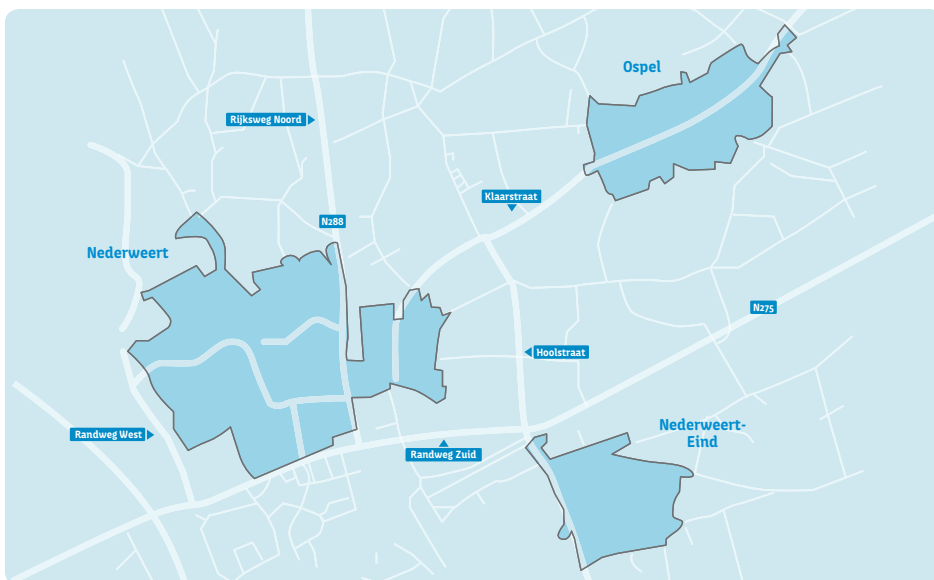 Ospel
Rijksweg Noord
Klaarstraat
N288
Nederweert
N275
Hoolstraat
Nederweert-
Eind
Randweg West
Randweg Zuid